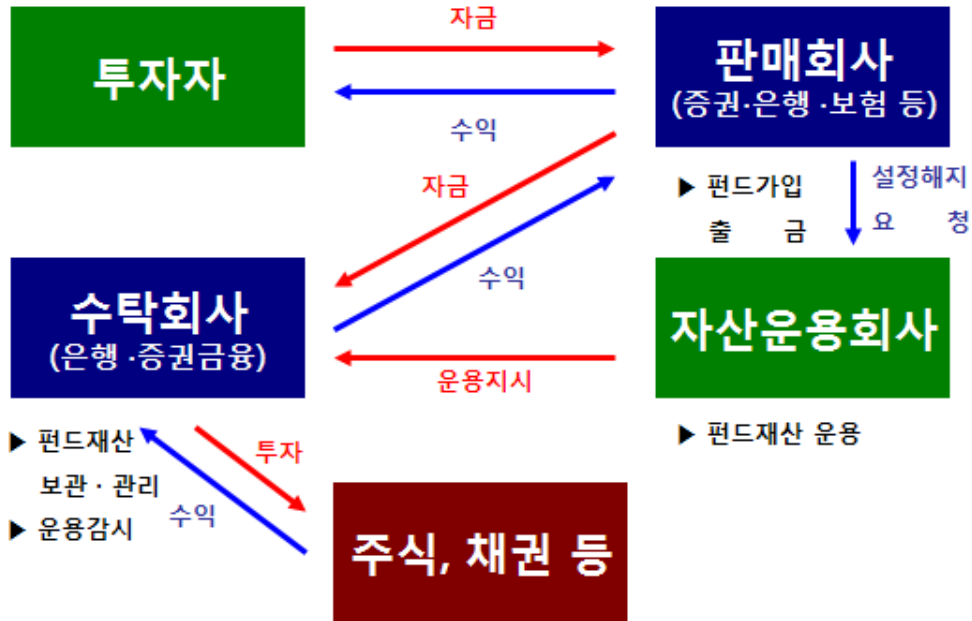 자금
투자자
판매회사
(증권·은행 ·보험 등)
수익
자금
▶ 펀드가입
출 금
설정해지
요 청
수익
수탁회사
(은행 ·증권금융)
자산운용회사
운용지시
▶ 펀드재산
보관 · 관리
▶ 운용감시
투자
수익
▶ 펀드재산 운용
주식, 채권 등